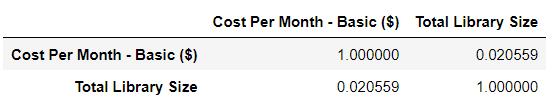 Cost Per Month - Basic ($) Total Library Size
Cost Per Month - Basic ($) 1.000000 0.020559
Total Library Size 0.020559 1.000000